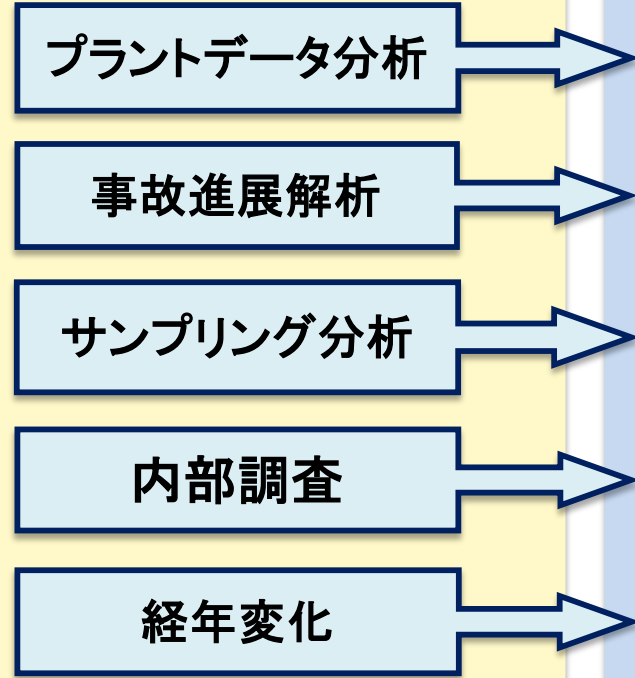 プラントデータ分析
事故進展解析
サンプリング分析
内部調査
経年変化